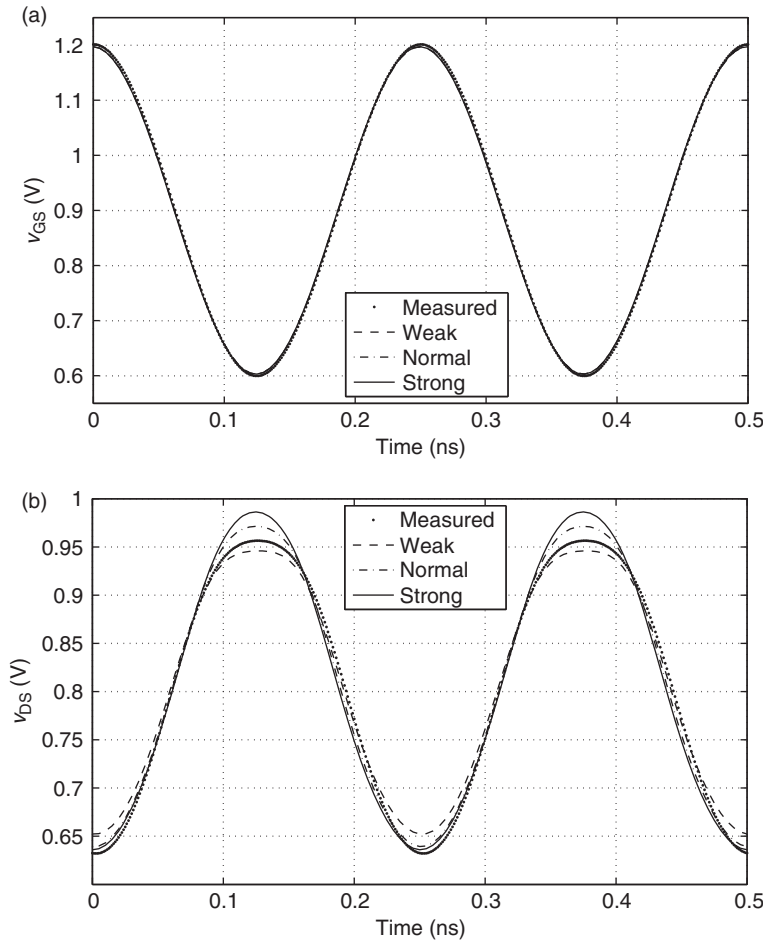 (a)
1.2
1.1
1
0.9
0.8
0.7
0.6
vGS (V)
Measured
Weak
Normal
Strong
0
0.1
0.2
0.3
0.4
0.5
Time (ns)
(b)
1
0.95
0.9
0.85
0.8
0.75
0.7
0.65
vDS (V)
Measured
Weak
Normal
Strong
0
0.1
0.2
0.3
0.4
0.5
Time (ns)